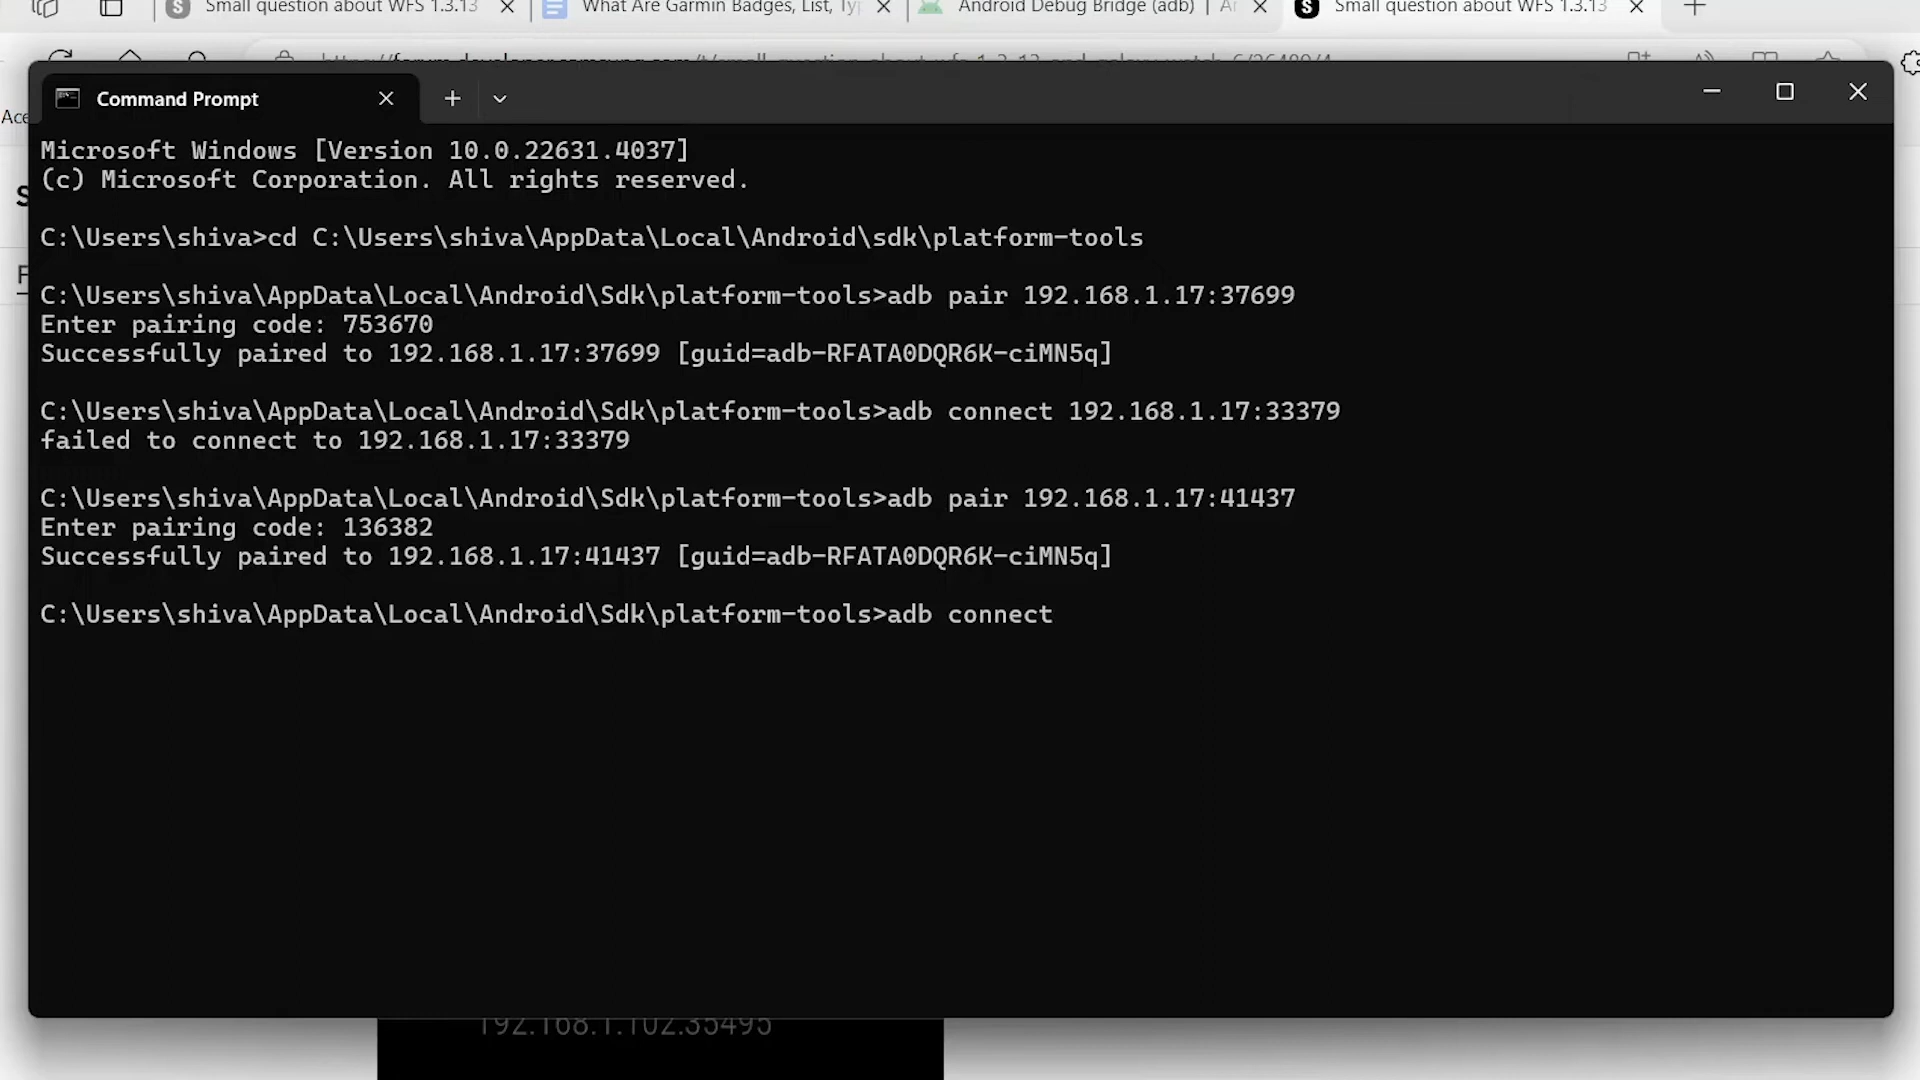 Small question about WFS 1.3.13
What Are Garmin Badges, List, Ty
Android Debug Bridge (adb) | A
Small question about WFS 1.3.13
Command Prompt
Ace
Microsoft Windows [Version 10.0.22631.4037]
(c) Microsoft Corporation. All rights reserved.
C:\Users\shiva>cd C:\Users\shiva\AppData\Local\Android\sdk\platform-tools
C:\Users\shiva\AppData\Local\Android\Sdk\platform-tools>adb pair 192.168.1.17:37699
Enter pairing code: 753670
Successfully paired to 192.168.1.17:37699 [guid=adb-RFATA0DQR6K-ciMN5q]
C:\Users\shiva\AppData\Local\Android\Sdk\platform-tools>adb connect 192.168.1.17:33379
failed to connect to 192.168.1.17:33379
C:\Users\shiva\AppData\Local\Android\Sdk\platform-tools>adb pair 192.168.1.17:41437
Enter pairing code: 136382
Successfully paired to 192.168.1.17:41437 [guid=adb-RFATA0DQR6K-ciMN5q]
C:\Users\shiva\AppData\Local\Android\Sdk\platform-tools>adb connect
192.168.1.102:35495